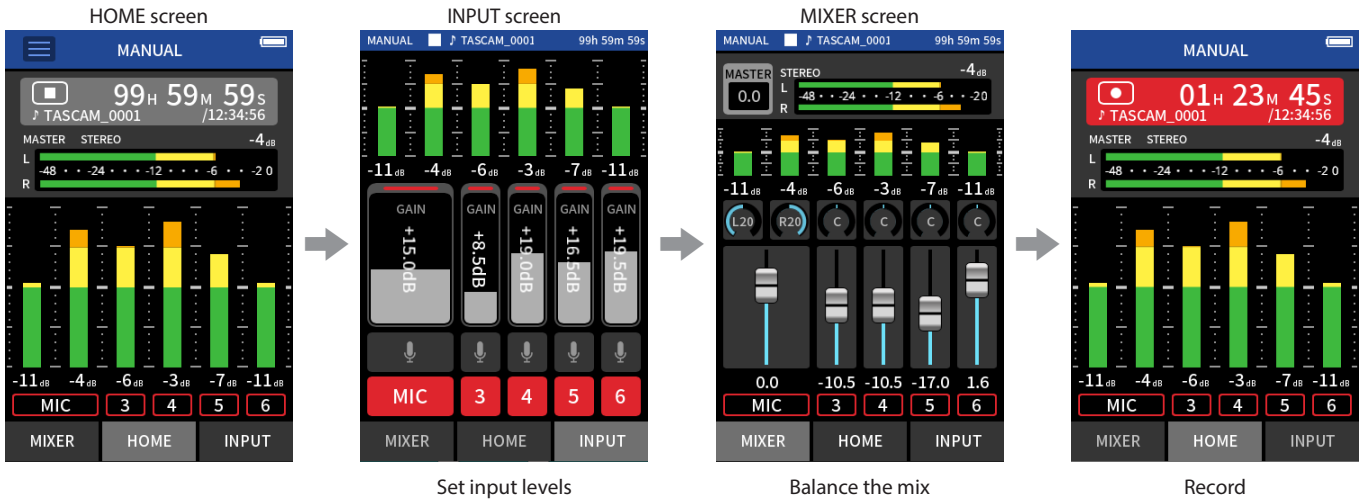 HOME screen
MANUAL
99H 59M 59S
♪ TASCAM_0001 /12:34:56
MASTER STEREO -4dB
L
-48 · · -24 · · · · -12 · · · -6 · · -2 0
R
-11dB -4dB -6dB -3dB -7dB -11dB
MIC 3 4 5 6
MIXER HOME INPUT
INPUT screen
MANUAL ♪ TASCAM_0001 99h 59m 59s
-11dB -4dB -6dB -3dB -7dB -11dB
GAIN GAIN GAIN GAIN GAIN
+15.0dB +8.5dB +19.0dB +16.5dB +19.5dB
MIC 3 4 5 6
MIXER HOME INPUT
Set input levels
MIXER screen
MANUAL ♪ TASCAM_0001 99h 59m 59s
MASTER STEREO -4dB
0.0
L
-48 · · -24 · · · · -12 · · · -6 · · -20
R
-11dB -4dB -6dB -3dB -7dB -11dB
L20 R20 C C C C
0.0 -10.5 -10.5 -17.0 1.6
MIC 3 4 5 6
MIXER HOME INPUT
Balance the mix
MANUAL
01H 23M 45S
♪ TASCAM_0001 /12:34:56
MASTER STEREO -4dB
L
-48 · · -24 · · · · -12 · · · -6 · · -2 0
R
-11dB -4dB -6dB -3dB -7dB -11dB
MIC 3 4 5 6
MIXER HOME INPUT
Record